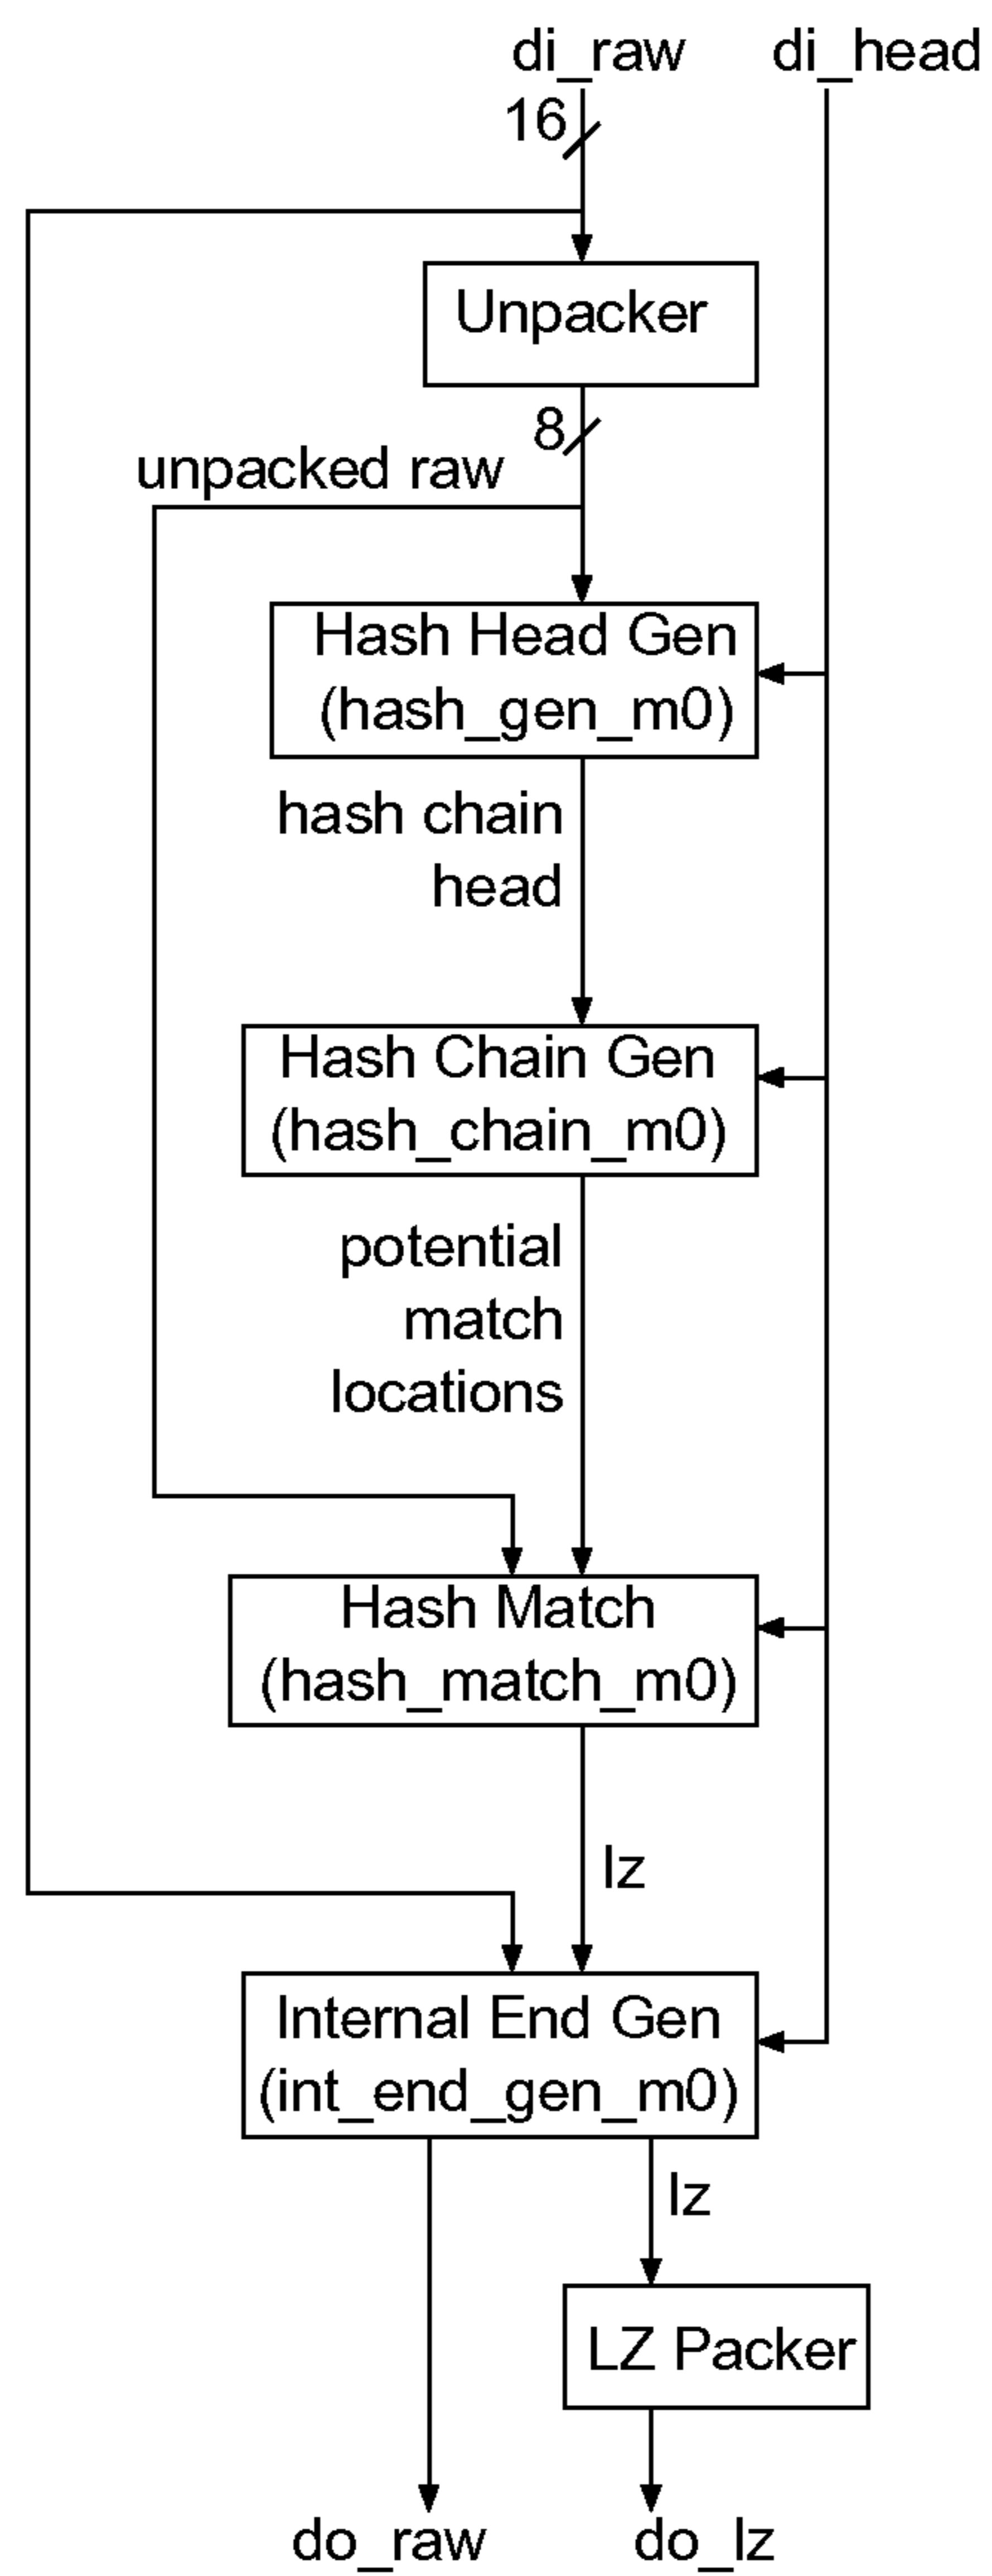 di_raw di_head
16
Unpacker
8
unpacked raw
Hash Head Gen
(hash_gen_m0)
hash chain
head
Hash Chain Gen
(hash_chain_m0)
potential
match
locations
Hash Match
(hash_match_m0)
lz
Internal End Gen
(int_end_gen_m0)
lz
LZ Packer
do_raw do_lz